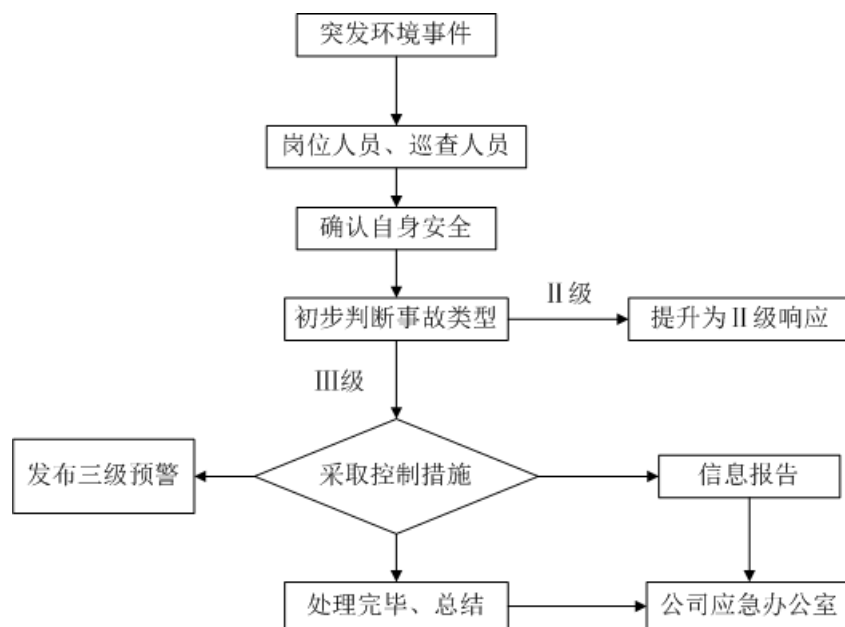 突发环境事件
岗位人员、巡查人员
确认自身安全
初步判断事故类型
Ⅱ级
提升为Ⅱ级响应
Ⅲ级
发布三级预警
采取控制措施
信息报告
处理完毕、总结
公司应急办公室